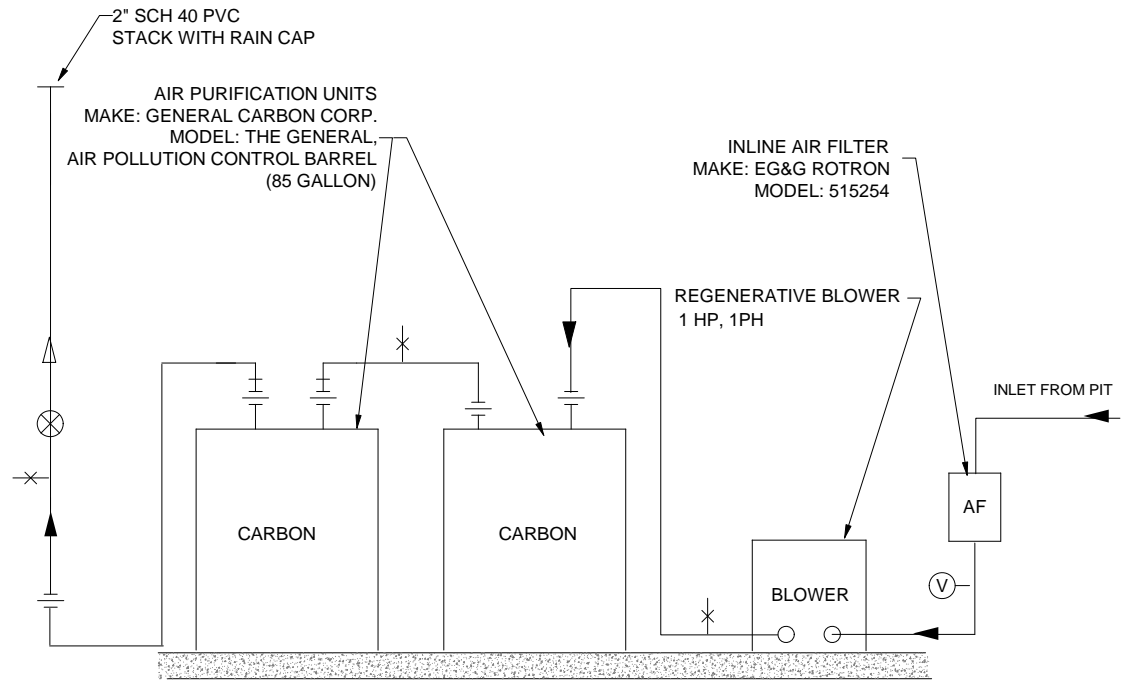 2" SCH 40 PVC
STACK WITH RAIN CAP
AIR PURIFICATION UNITS
MAKE: GENERAL CARBON CORP.
MODEL: THE GENERAL,
AIR POLLUTION CONTROL BARREL
(85 GALLON)
INLINE AIR FILTER
MAKE: EG&G ROTRON
MODEL: 515254
REGENERATIVE BLOWER
1 HP, 1PH
INLET FROM PIT
AF
CARBON
CARBON
V
BLOWER